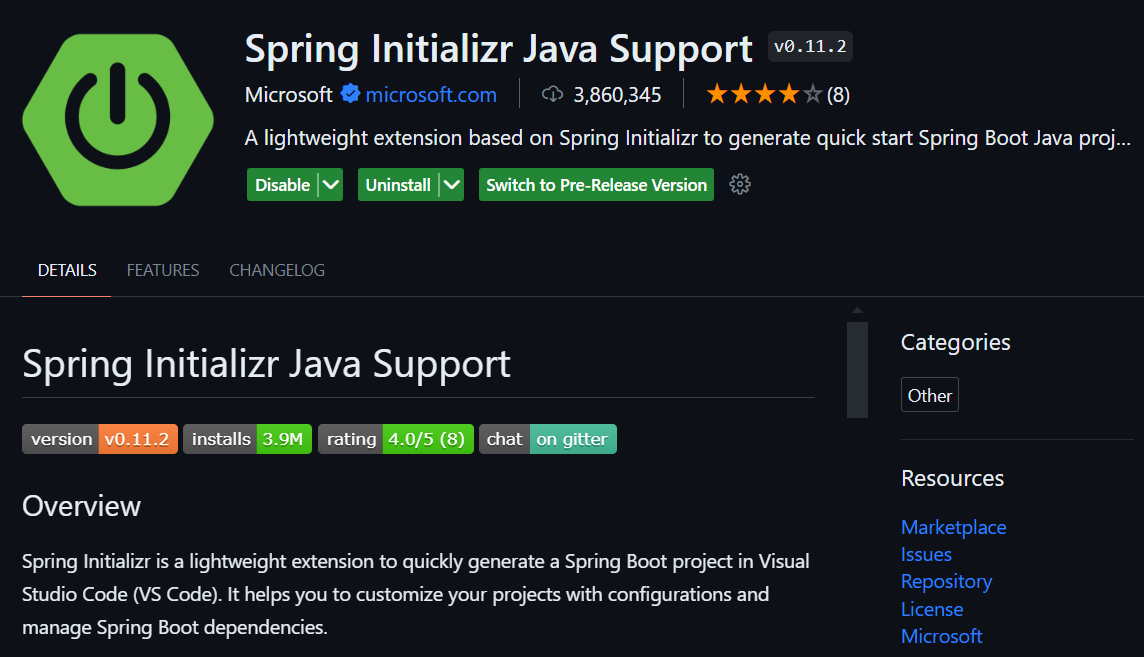 Spring Initializr Java Support v0.11.2
Microsoft microsoft.com 3,860,345 (8)
A lightweight extension based on Spring Initializr to generate quick start Spring Boot Java proj...
Disable Uninstall Switch to Pre-Release Version
DETAILS FEATURES CHANGELOG
Spring Initializr Java Support
version v0.11.2 installs 3.9M rating 4.0/5 (8) chat on gitter
Overview
Spring Initializr is a lightweight extension to quickly generate a Spring Boot project in Visual
Studio Code (VS Code). It helps you to customize your projects with configurations and
manage Spring Boot dependencies.
Categories
Other
Resources
Marketplace
Issues
Repository
License
Microsoft